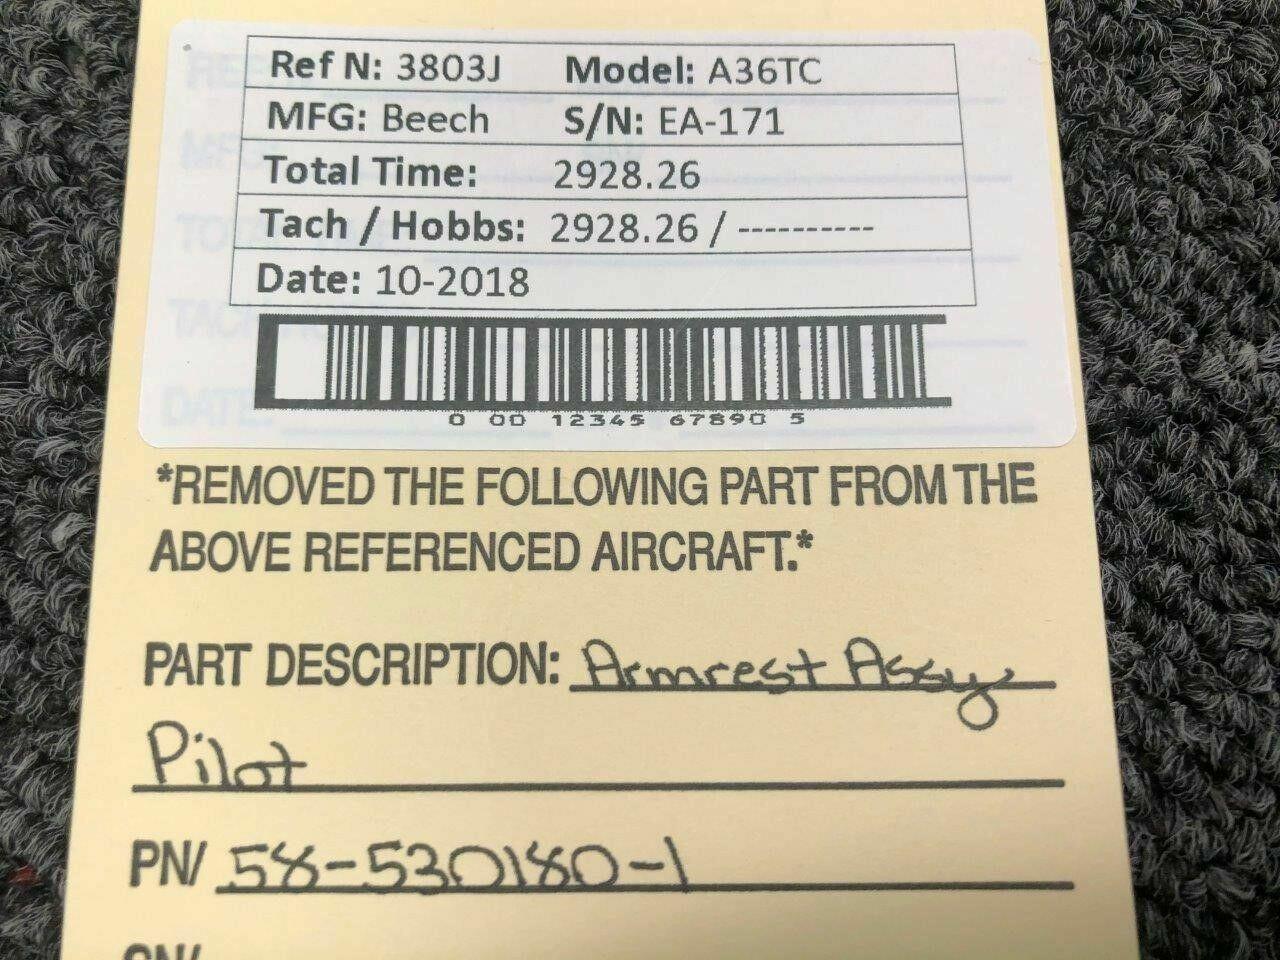 Ref N: 3803J Model: A36TC
MFG: Beech S/N: EA-171
Total Time: 2928.26
Tach / Hobbs: 2928.26 / ----------
Date: 10-2018
0 00 12345 67890 5
*REMOVED THE FOLLOWING PART FROM THE
ABOVE REFERENCED AIRCRAFT.*
PART DESCRIPTION: Armrest Assy
Pilot
PN/ 58-530180-1